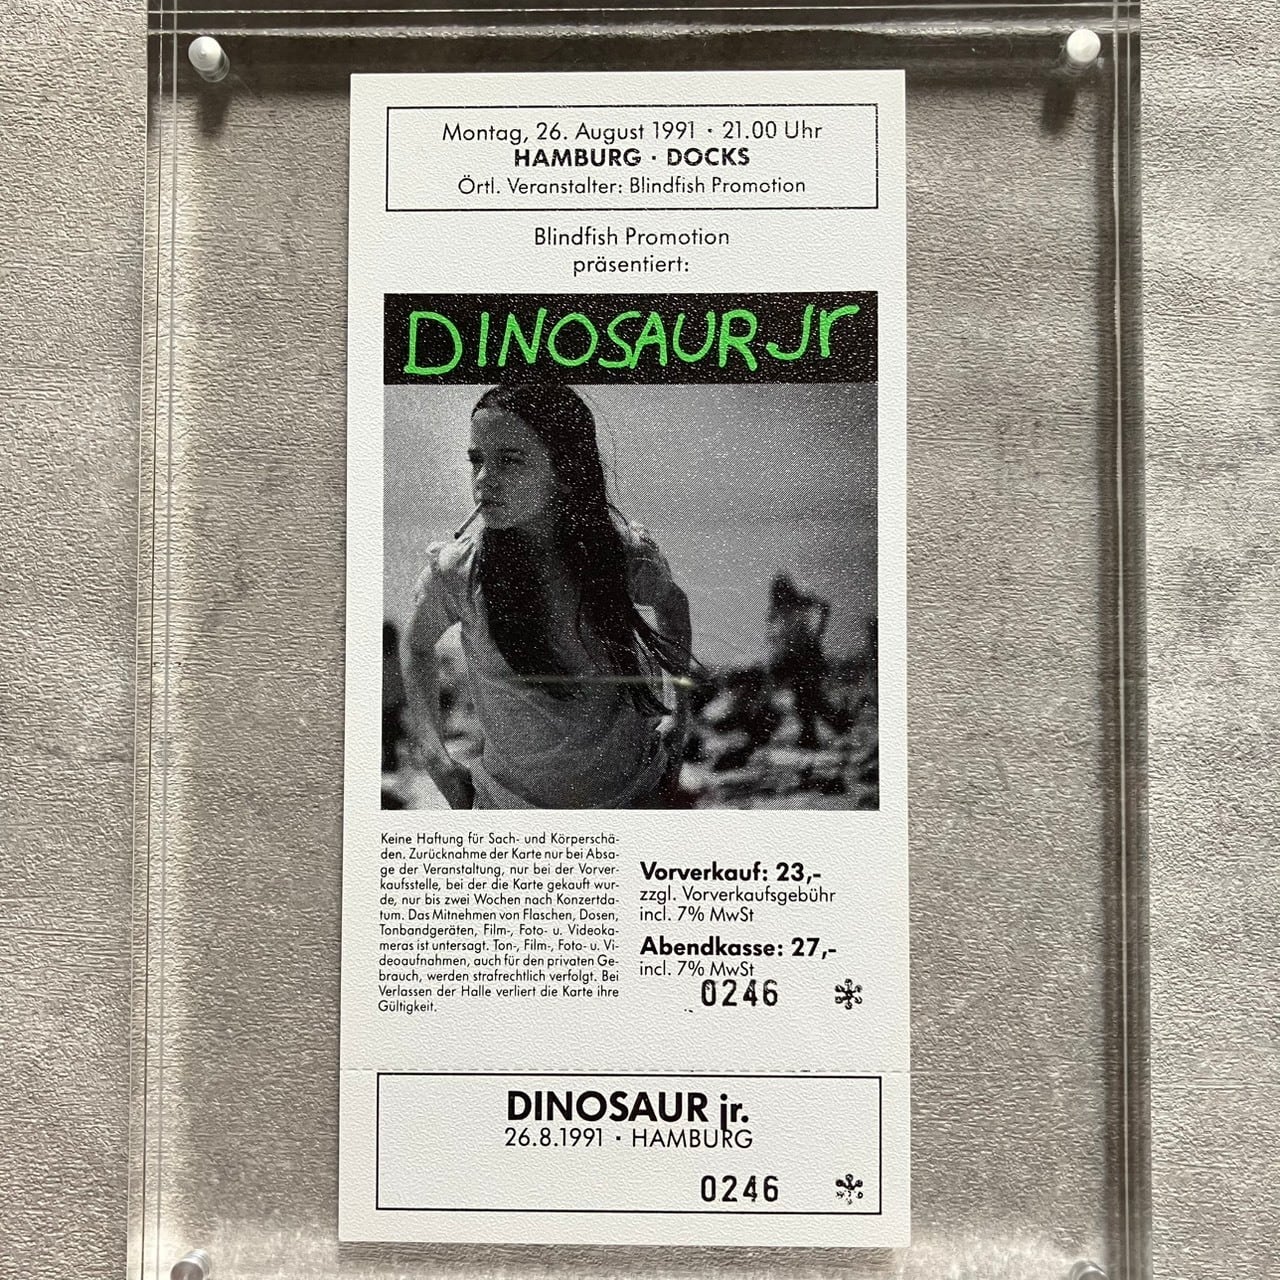 Montag, 26. August 1991 · 21.00 Uhr
HAMBURG · DOCKS
Örtl. Veranstalter: Blindfish Promotion
Blindfish Promotion
präsentiert:
DINOSAUR Jr
Keine Haftung für Sach- und Körperschä-
den. Zurücknahme der Karte nur bei Absa-
ge der Veranstaltung, nur bei der Vorver-
kaufsstelle, bei der die Karte gekauft wur-
de, nur bis zwei Wochen nach Konzertda-
tum. Das Mitnehmen von Flaschen, Dosen,
Tonbandgeräten, Film-, Foto- u. Videoka-
meras ist untersagt. Ton-, Film-, Foto- u. Vi-
deoaufnahmen, auch für den privaten Ge-
brauch, werden strafrechtlich verfolgt. Bei
Verlassen der Halle verliert die Karte ihre
Gültigkeit.
Vorverkauf: 23,-
zzgl. Vorverkaufsgebühr
incl. 7% MwSt
Abendkasse: 27,-
incl. 7% MwSt
0246
DINOSAUR jr.
26.8.1991 · HAMBURG
0246